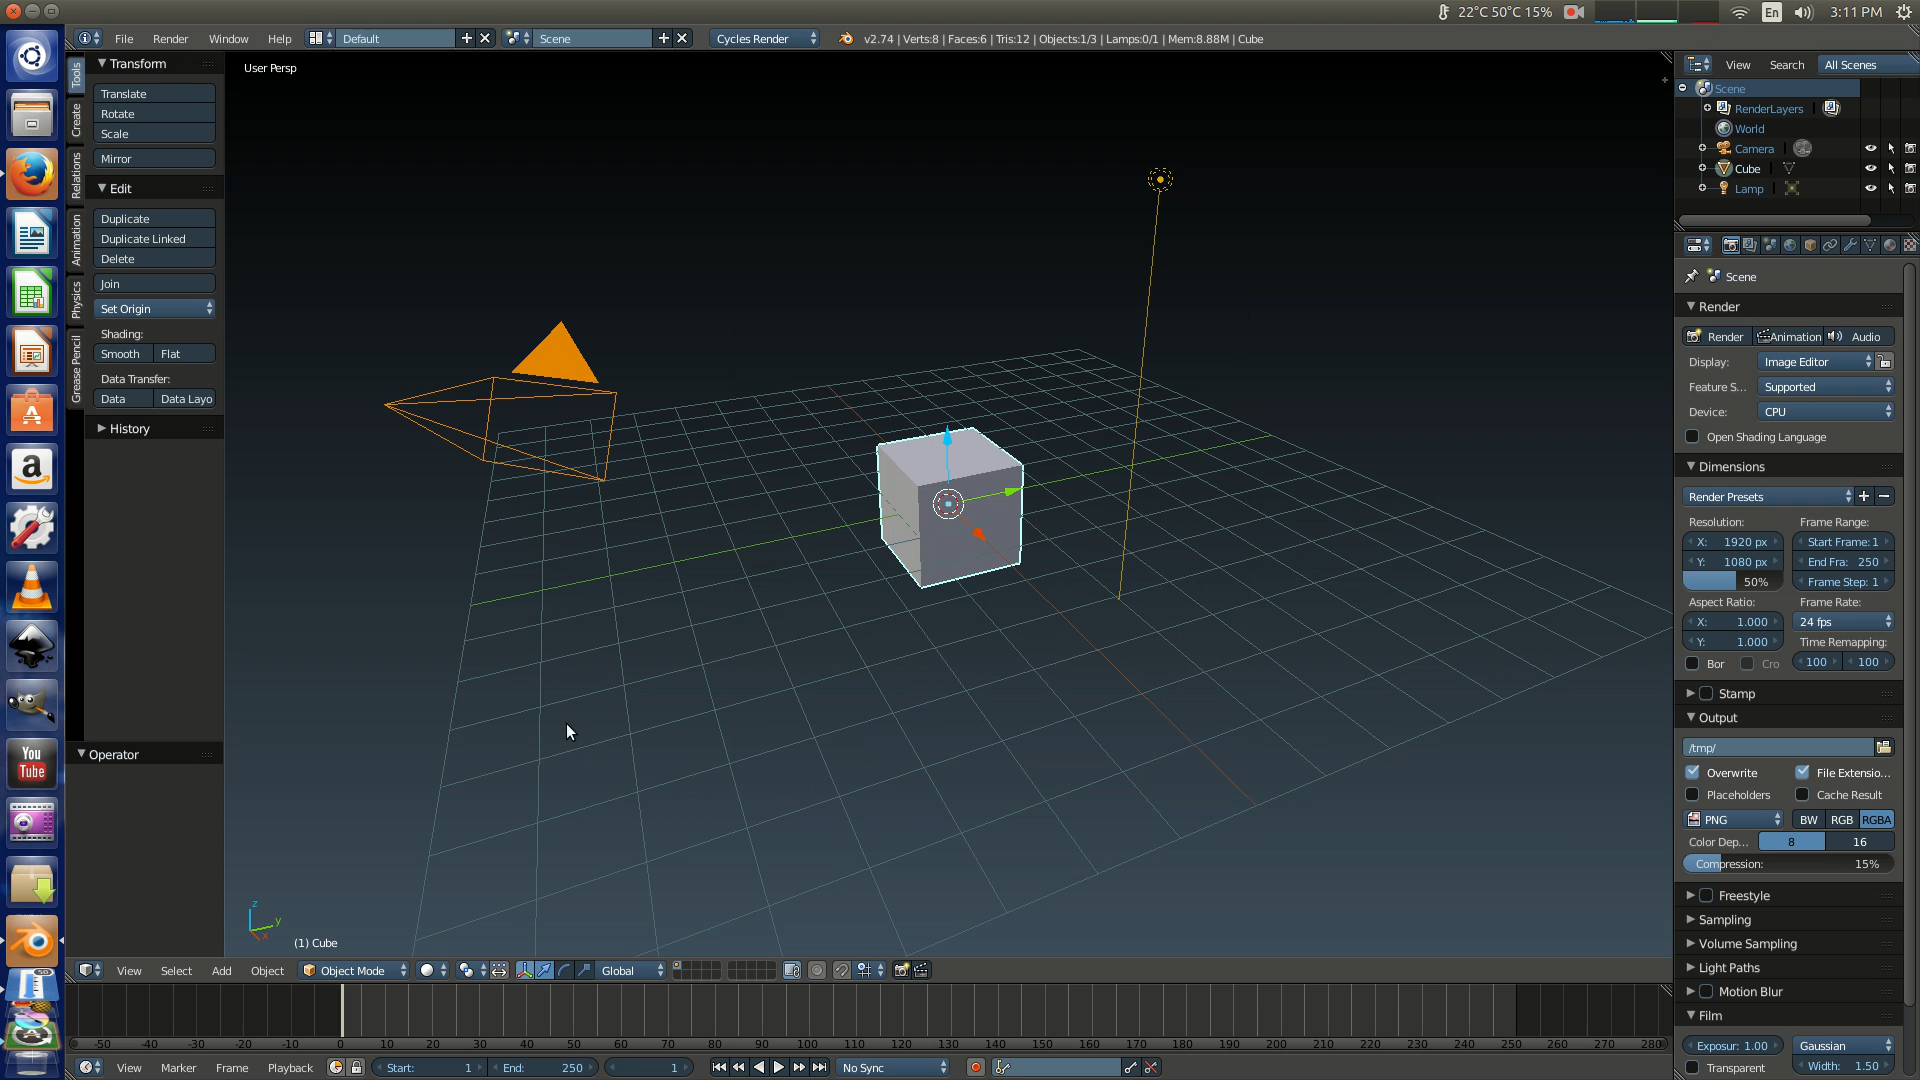 22°C 50°C 15%
En
3:11 PM
File
Render
Window
Help
Default
Scene
Cycles Render
v2.74 | Verts:8 | Faces:6 | Tris:12 | Objects:1/3 | Lamps:0/1 | Mem:8.88M | Cube
Tools
Create
Relations
Animation
Physics
Grease Pencil
Transform
Translate
Rotate
Scale
Mirror
Edit
Duplicate
Duplicate Linked
Delete
Join
Set Origin
Shading:
Smooth
Flat
Data Transfer:
Data
Data Layo
History
Operator
You
Tube
User Persp
z
y
x
(1) Cube
View
Search
All Scenes
Scene
RenderLayers
World
Camera
Cube
Lamp
Scene
Render
Render
Animation
Audio
Display:
Image Editor
Feature S...
Supported
Device:
CPU
Open Shading Language
Dimensions
Render Presets
Resolution:
Frame Range:
X: 1920 px
Start Frame: 1
Y: 1080 px
End Fra: 250
50%
Frame Step: 1
Aspect Ratio:
Frame Rate:
X: 1.000
24 fps
Y: 1.000
Time Remapping:
Bor
Cro
100
100
Stamp
Output
/tmp/
Overwrite
File Extensio...
Placeholders
Cache Result
PNG
BW
RGB
RGBA
Color Dep...
8
16
Compression: 15%
Freestyle
Sampling
Volume Sampling
Light Paths
Motion Blur
Film
Exposur: 1.00
Gaussian
Transparent
Width: 1.50
View
Select
Add
Object
Object Mode
Global
-50 -40 -30 -20 -10 0 10 20 30 40 50 60 70 80 90 100 110 120 130 140 150 160 170 180 190 200 210 220 230 240 250 260 270 280
View
Marker
Frame
Playback
Start: 1
End: 250
1
No Sync